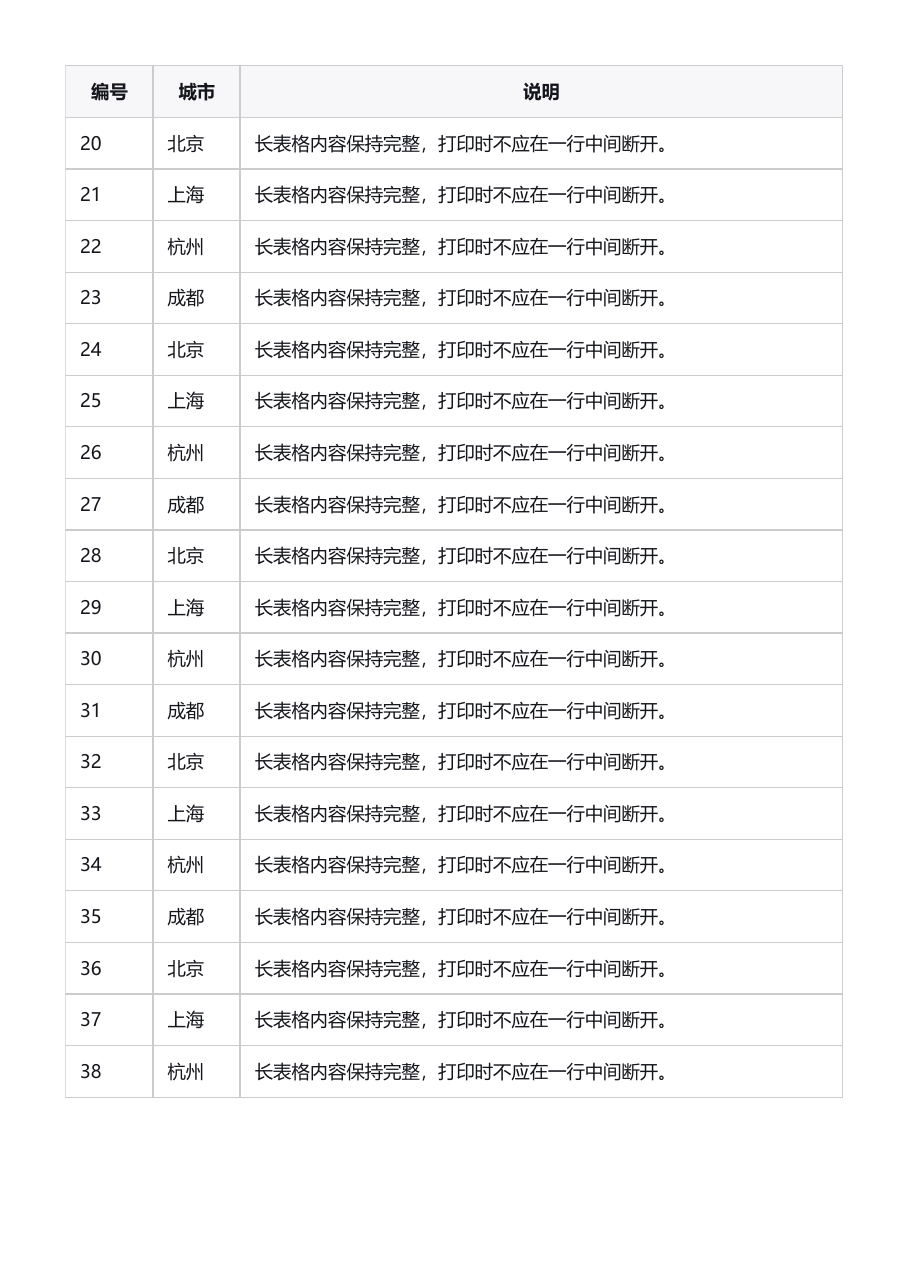 编号 城市 说明
20 北京 长表格内容保持完整，打印时不应在一行中间断开。
21 上海 长表格内容保持完整，打印时不应在一行中间断开。
22 杭州 长表格内容保持完整，打印时不应在一行中间断开。
23 成都 长表格内容保持完整，打印时不应在一行中间断开。
24 北京 长表格内容保持完整，打印时不应在一行中间断开。
25 上海 长表格内容保持完整，打印时不应在一行中间断开。
26 杭州 长表格内容保持完整，打印时不应在一行中间断开。
27 成都 长表格内容保持完整，打印时不应在一行中间断开。
28 北京 长表格内容保持完整，打印时不应在一行中间断开。
29 上海 长表格内容保持完整，打印时不应在一行中间断开。
30 杭州 长表格内容保持完整，打印时不应在一行中间断开。
31 成都 长表格内容保持完整，打印时不应在一行中间断开。
32 北京 长表格内容保持完整，打印时不应在一行中间断开。
33 上海 长表格内容保持完整，打印时不应在一行中间断开。
34 杭州 长表格内容保持完整，打印时不应在一行中间断开。
35 成都 长表格内容保持完整，打印时不应在一行中间断开。
36 北京 长表格内容保持完整，打印时不应在一行中间断开。
37 上海 长表格内容保持完整，打印时不应在一行中间断开。
38 杭州 长表格内容保持完整，打印时不应在一行中间断开。